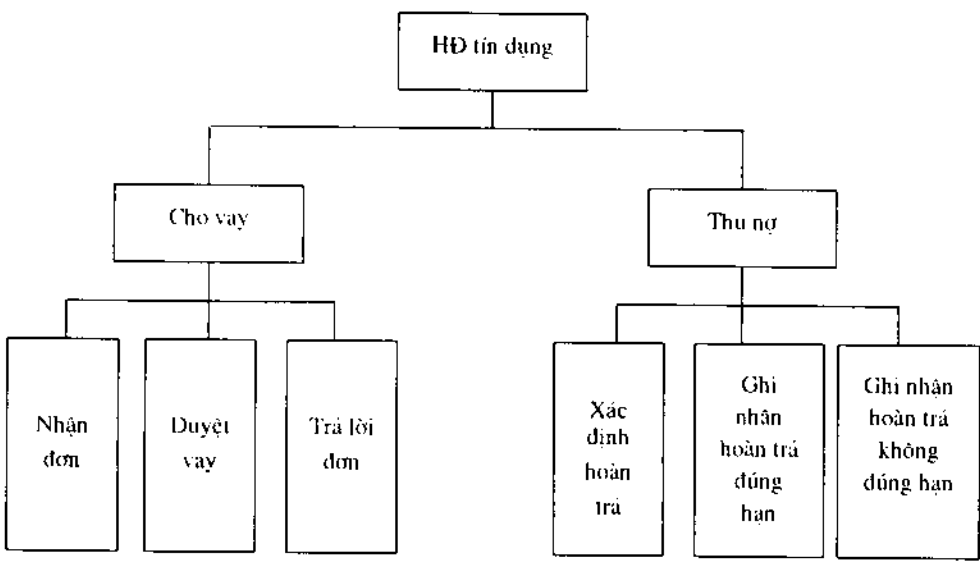 HĐ tín dụng
Cho vay
Thu nợ
Nhận
đơn
Duyệt
vay
Trả lời
đơn
Xác
định
hoàn
trả
Ghi
nhân
hoàn trả
đúng
hạn
Ghi nhận
hoàn trả
không
đúng hạn